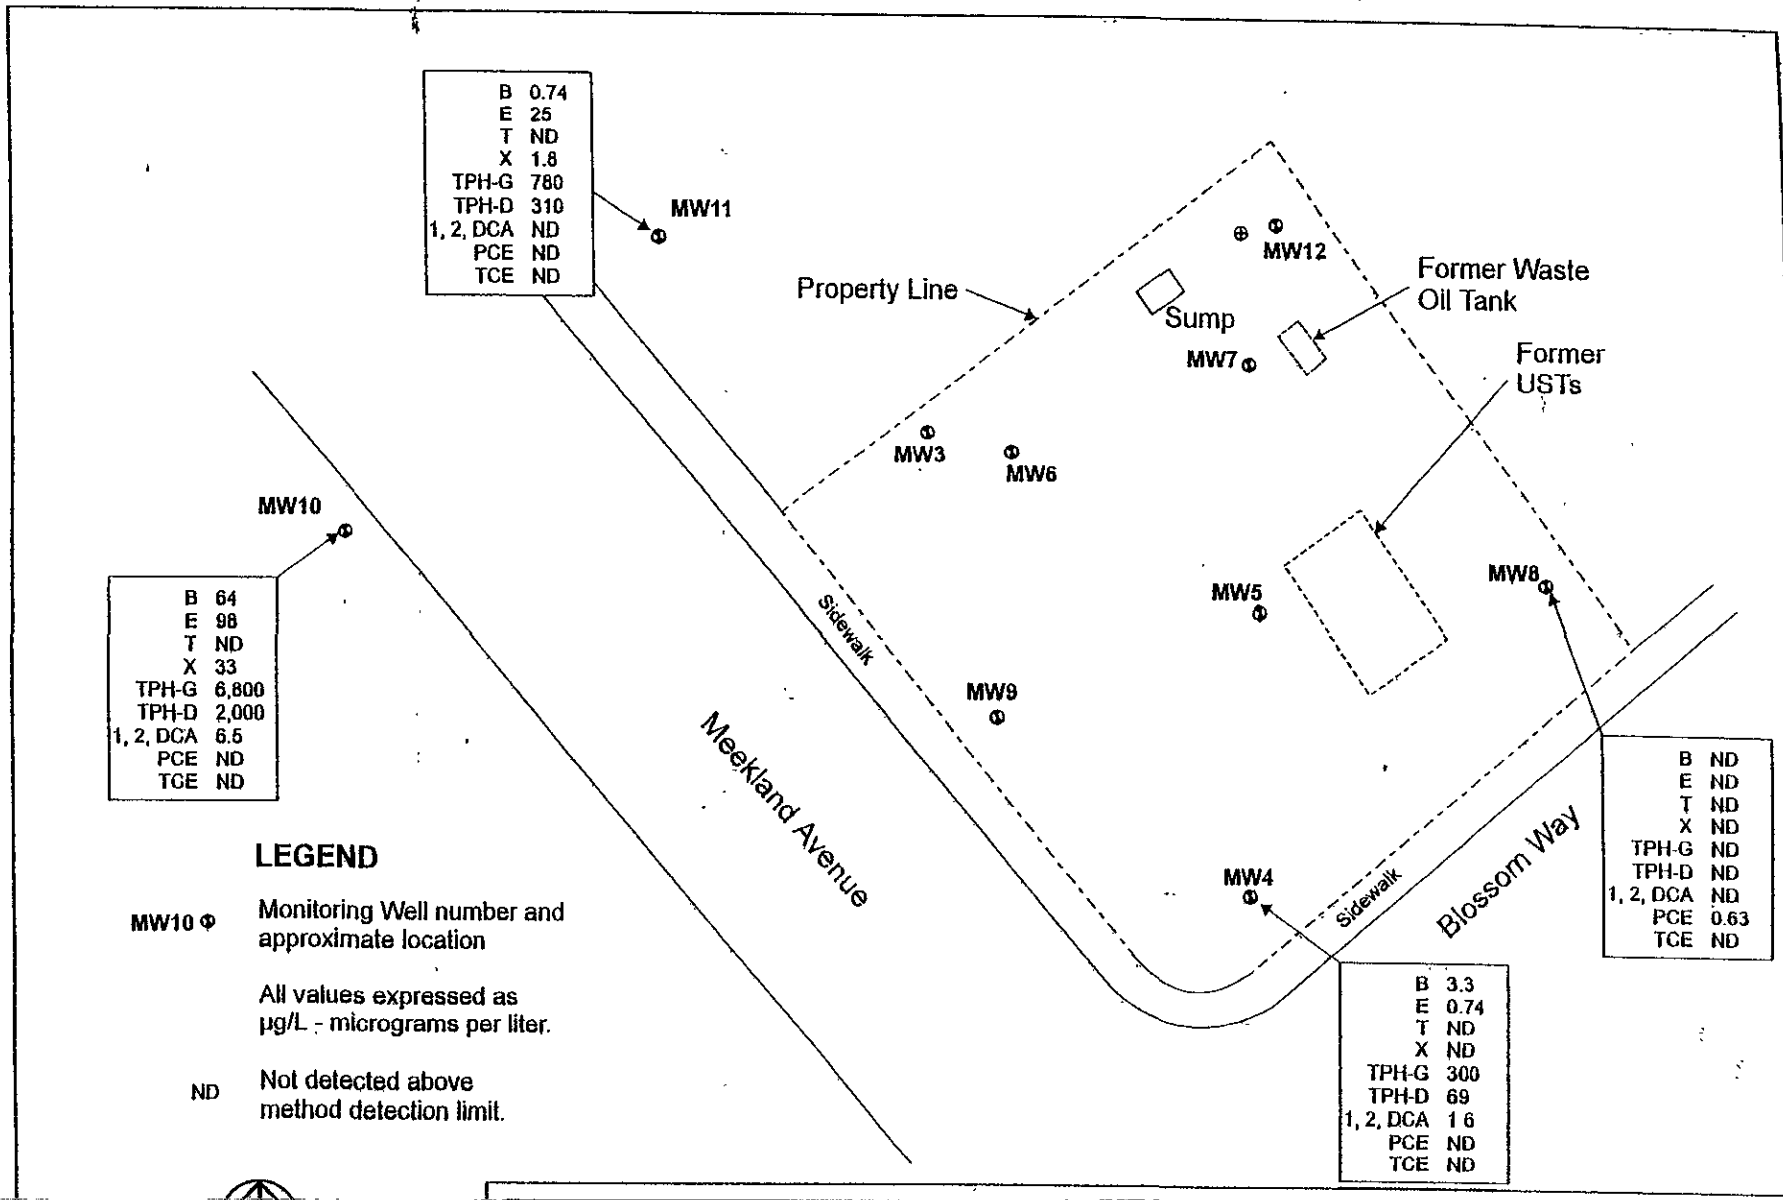 B 0.74
E 25
T ND
X 1.8
TPH-G 780
TPH-D 310
1, 2, DCA ND
PCE ND
TCE ND
MW11
MW12
Property Line
Sump
Former Waste
Oil Tank
MW7
Former
USTs
MW3
MW6
MW10
MW8
MW5
B 64
E 98
T ND
X 33
TPH-G 6,800
TPH-D 2,000
1, 2, DCA 6.5
PCE ND
TCE ND
Sidewalk
MW9
Meekland Avenue
B ND
E ND
T ND
X ND
TPH-G ND
TPH-D ND
1, 2, DCA ND
PCE 0.63
TCE ND
MW4
Sidewalk
Blossom Way
B 3.3
E 0.74
T ND
X ND
TPH-G 300
TPH-D 69
1, 2, DCA 1 6
PCE ND
TCE ND
LEGEND
MW10 Monitoring Well number and
approximate location
All values expressed as
µg/L - micrograms per liter.
ND Not detected above
method detection limit.